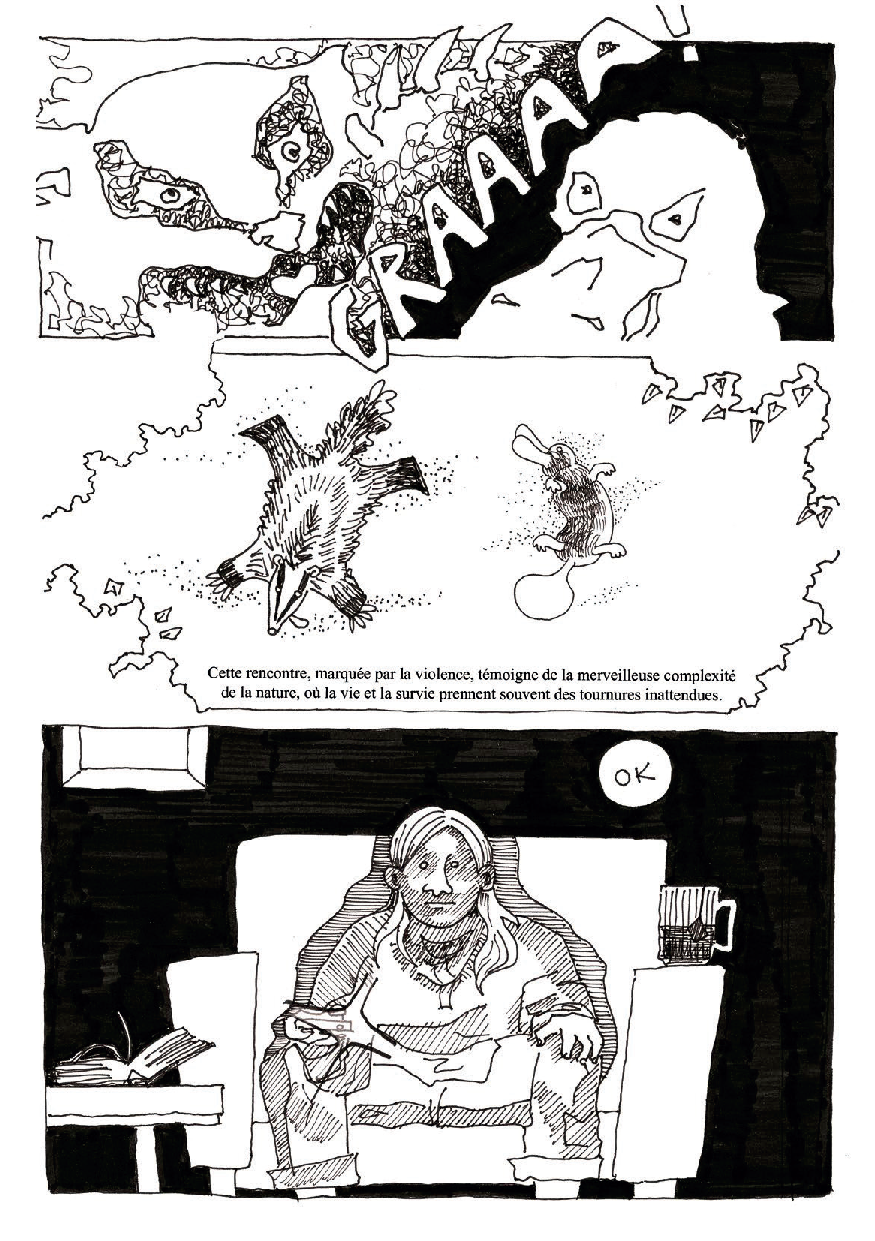 GRAAAA!
Cette rencontre, marquée par la violence, témoigne de la merveilleuse complexité
de la nature, où la vie et la survie prennent souvent des tournures inattendues.
OK